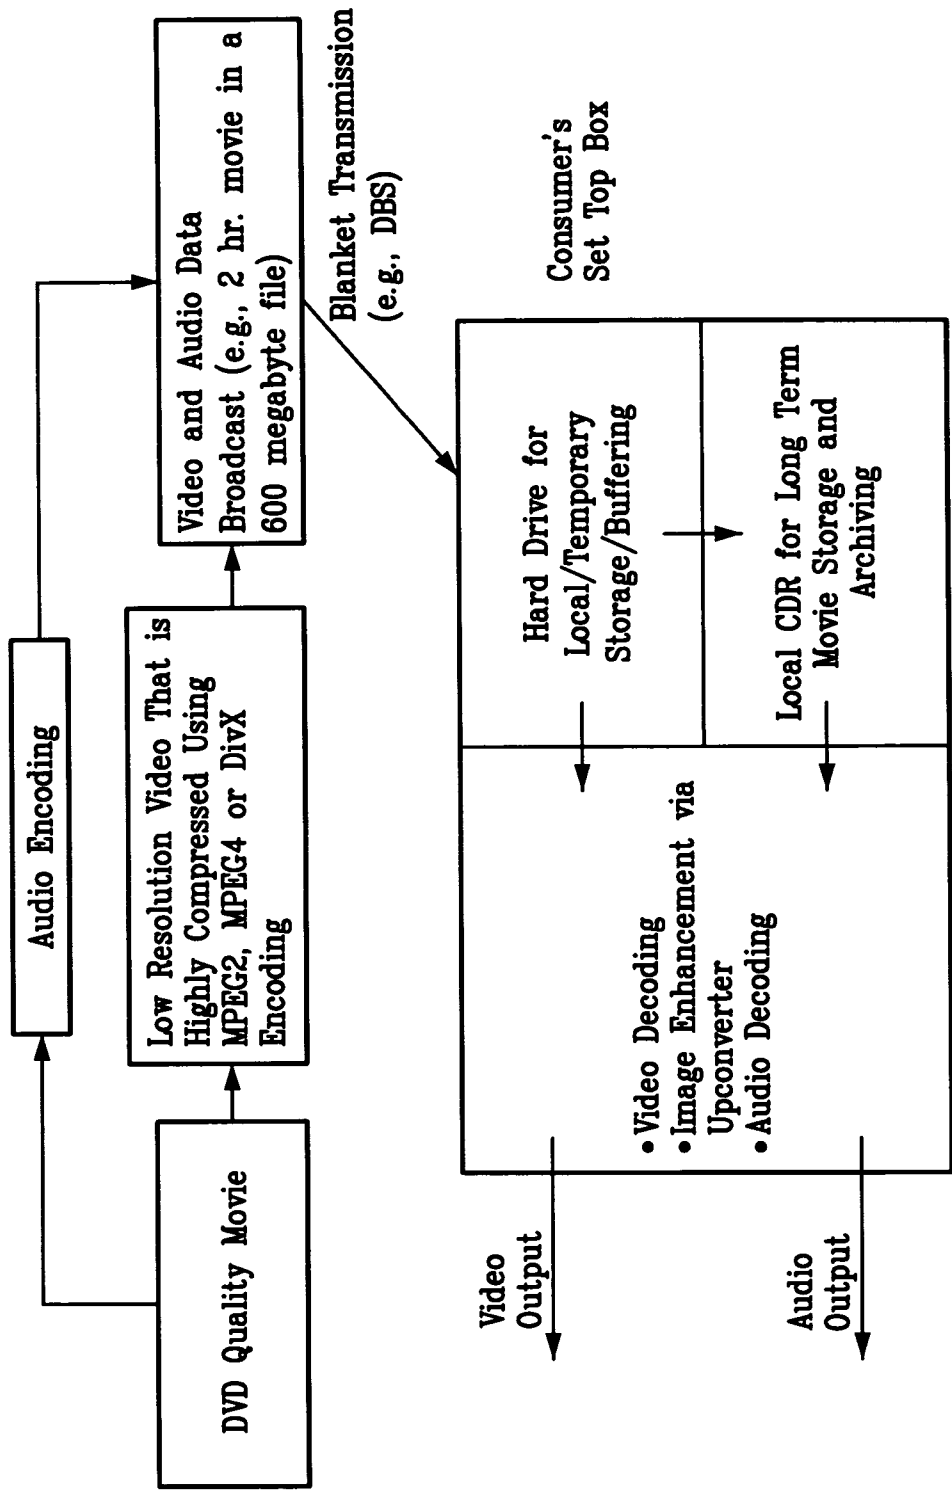 Audio Encoding
DVD Quality Movie
Low Resolution Video That is
Highly Compressed Using
MPEG2, MPEG4 or DivX
Encoding
Video and Audio Data
Broadcast (e.g., 2 hr. movie in a
600 megabyte file)
Blanket Transmission
(e.g., DBS)
Consumer's
Set Top Box
Hard Drive for
Local/Temporary
Storage/Buffering
Local CDR for Long Term
Movie Storage and
Archiving
• Video Decoding
• Image Enhancement via
Upconverter
• Audio Decoding
Video
Output
Audio
Output